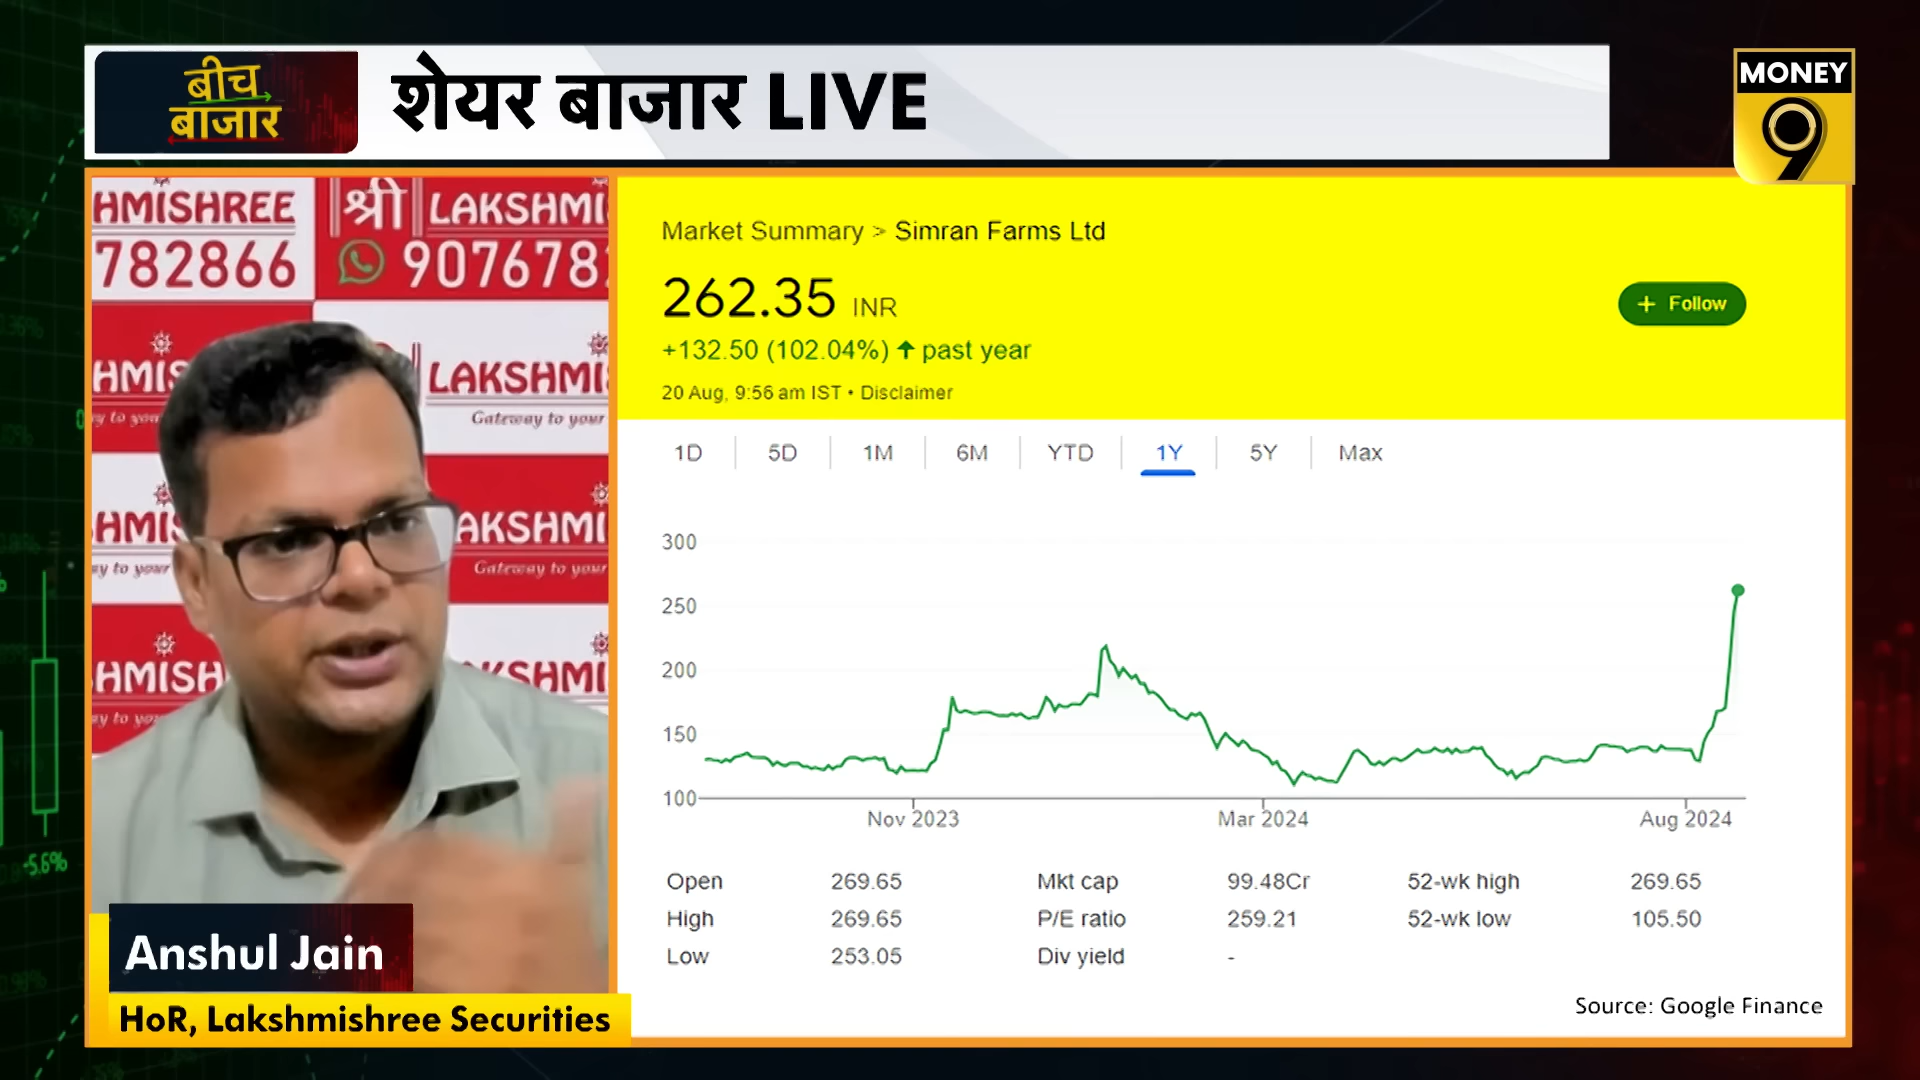 बीच
बाजार
शेयर बाजार LIVE
MONEY
9
HMISHREE
श्री LAKSHMI
782866
907678
LAKSHMI
Gateway to your
AKSHMI
Gateway to your
HMISH
Anshul Jain
HoR, Lakshmishree Securities
Market Summary > Simran Farms Ltd
262.35 INR
+ Follow
+132.50 (102.04%) ↑ past year
20 Aug, 9:56 am IST • Disclaimer
1D 5D 1M 6M YTD 1Y 5Y Max
300
250
200
150
100
Nov 2023 Mar 2024 Aug 2024
Open 269.65 Mkt cap 99.48Cr 52-wk high 269.65
High 269.65 P/E ratio 259.21 52-wk low 105.50
Low 253.05 Div yield -
Source: Google Finance
-5.6%